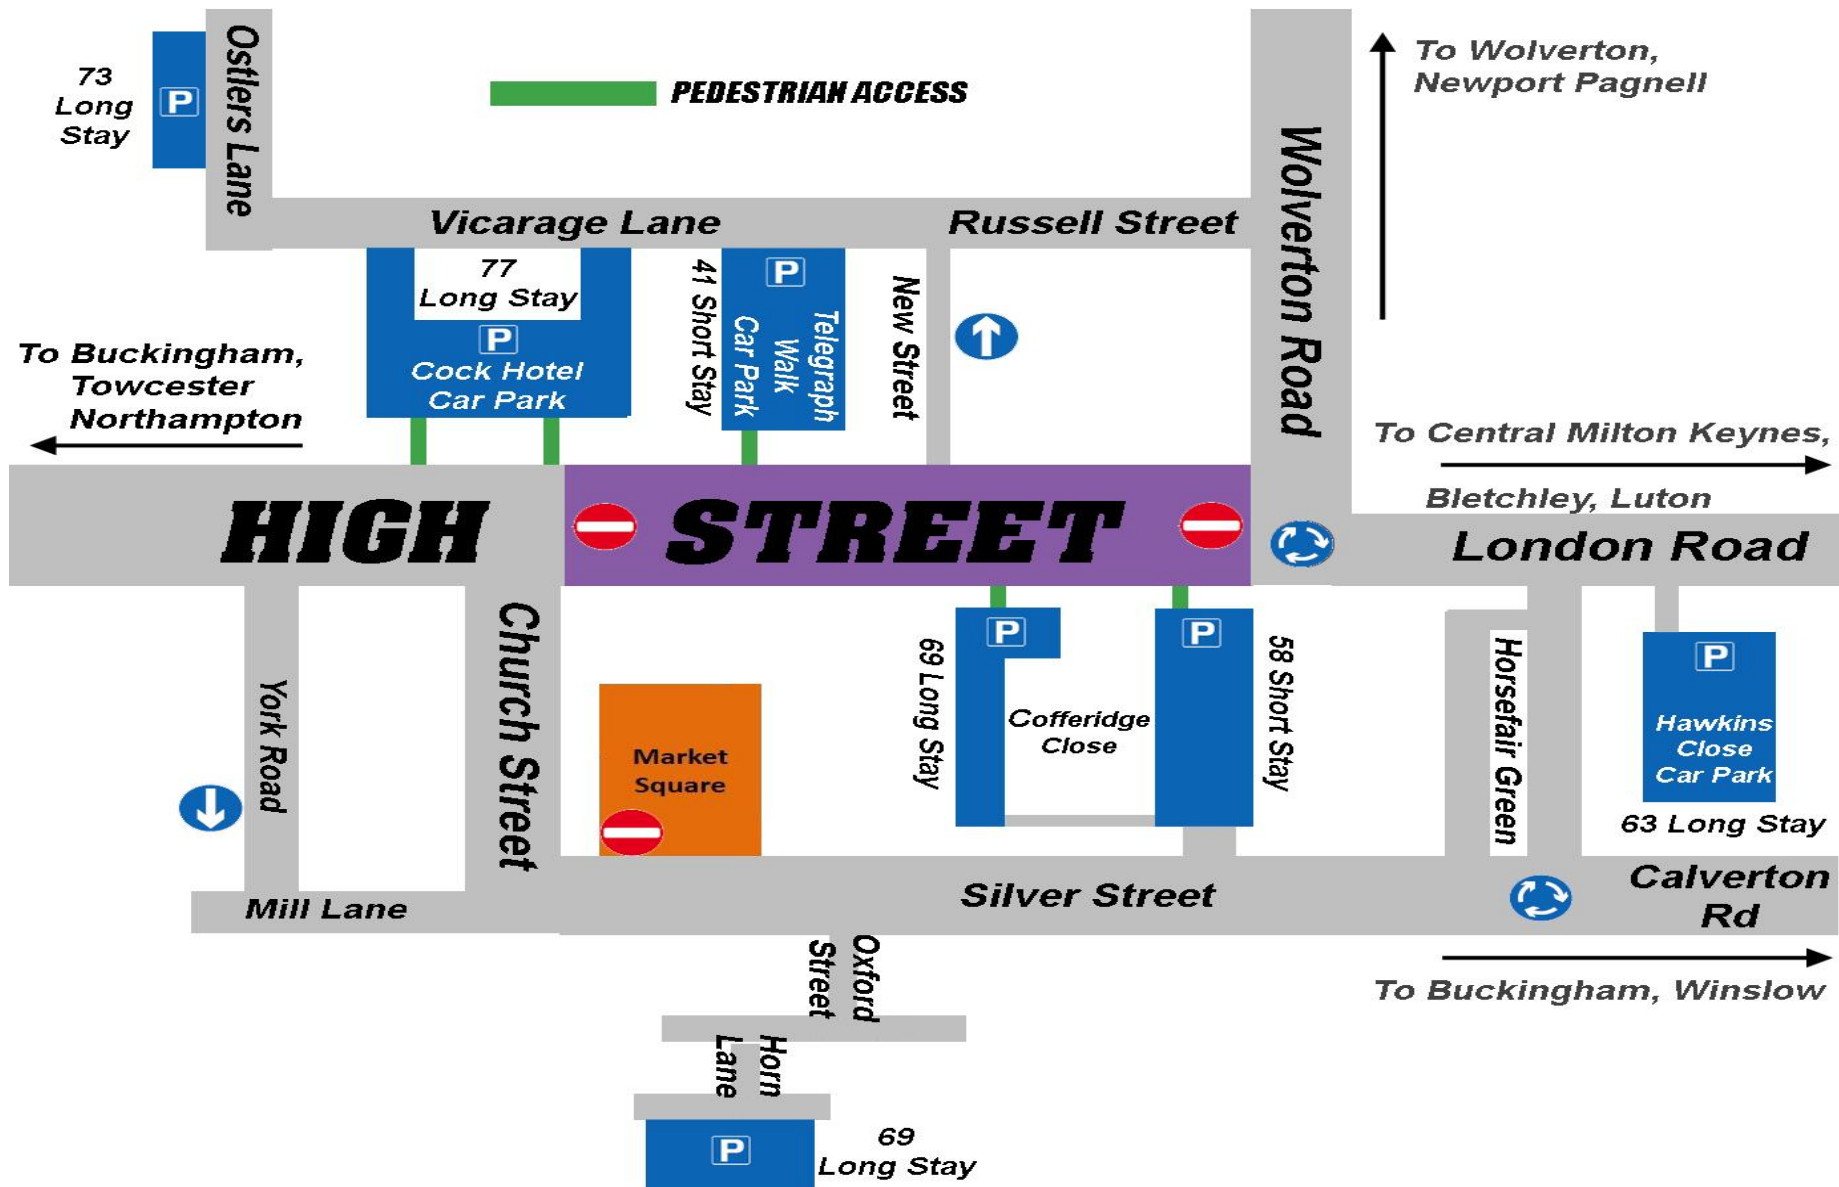 73
Long
Stay
P
Ostlers Lane
PEDESTRIAN ACCESS
To Wolverton,
Newport Pagnell
Wolverton Road
Vicarage Lane
Russell Street
77
Long Stay
P
Cock Hotel
Car Park
41 Short Stay
P
Telegraph
Walk
Car Park
New Street
To Buckingham,
Towcester
Northampton
To Central Milton Keynes,
Bletchley, Luton
HIGH STREET
London Road
York Road
Church Street
Market
Square
69 Long Stay
P
Cofferidge
Close
P
58 Short Stay
Horsefair Green
P
Hawkins
Close
Car Park
63 Long Stay
Mill Lane
Silver Street
Calverton
Rd
To Buckingham, Winslow
Oxford
Street
Horn
Lane
P
69
Long Stay